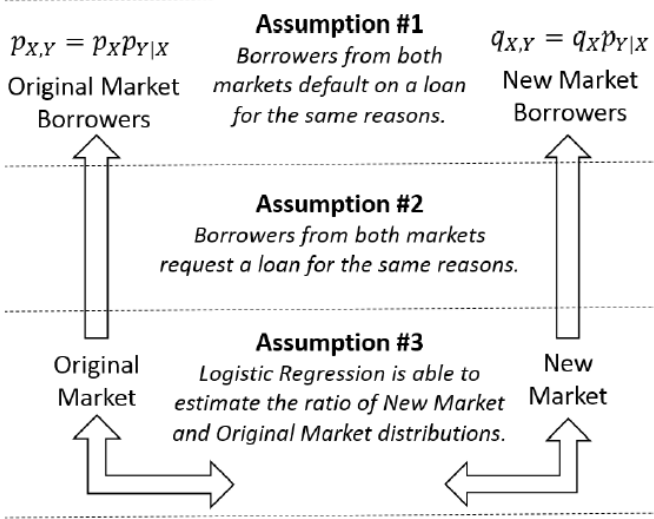 Assumption #1
p_{X,Y} = p_X p_{Y|X}
Original Market
Borrowers
Borrowers from both
markets default on a loan
for the same reasons.
q_{X,Y} = q_X p_{Y|X}
New Market
Borrowers
Assumption #2
Borrowers from both markets
request a loan for the same reasons.
Assumption #3
Original
Market
Logistic Regression is able to
estimate the ratio of New Market
and Original Market distributions.
New
Market